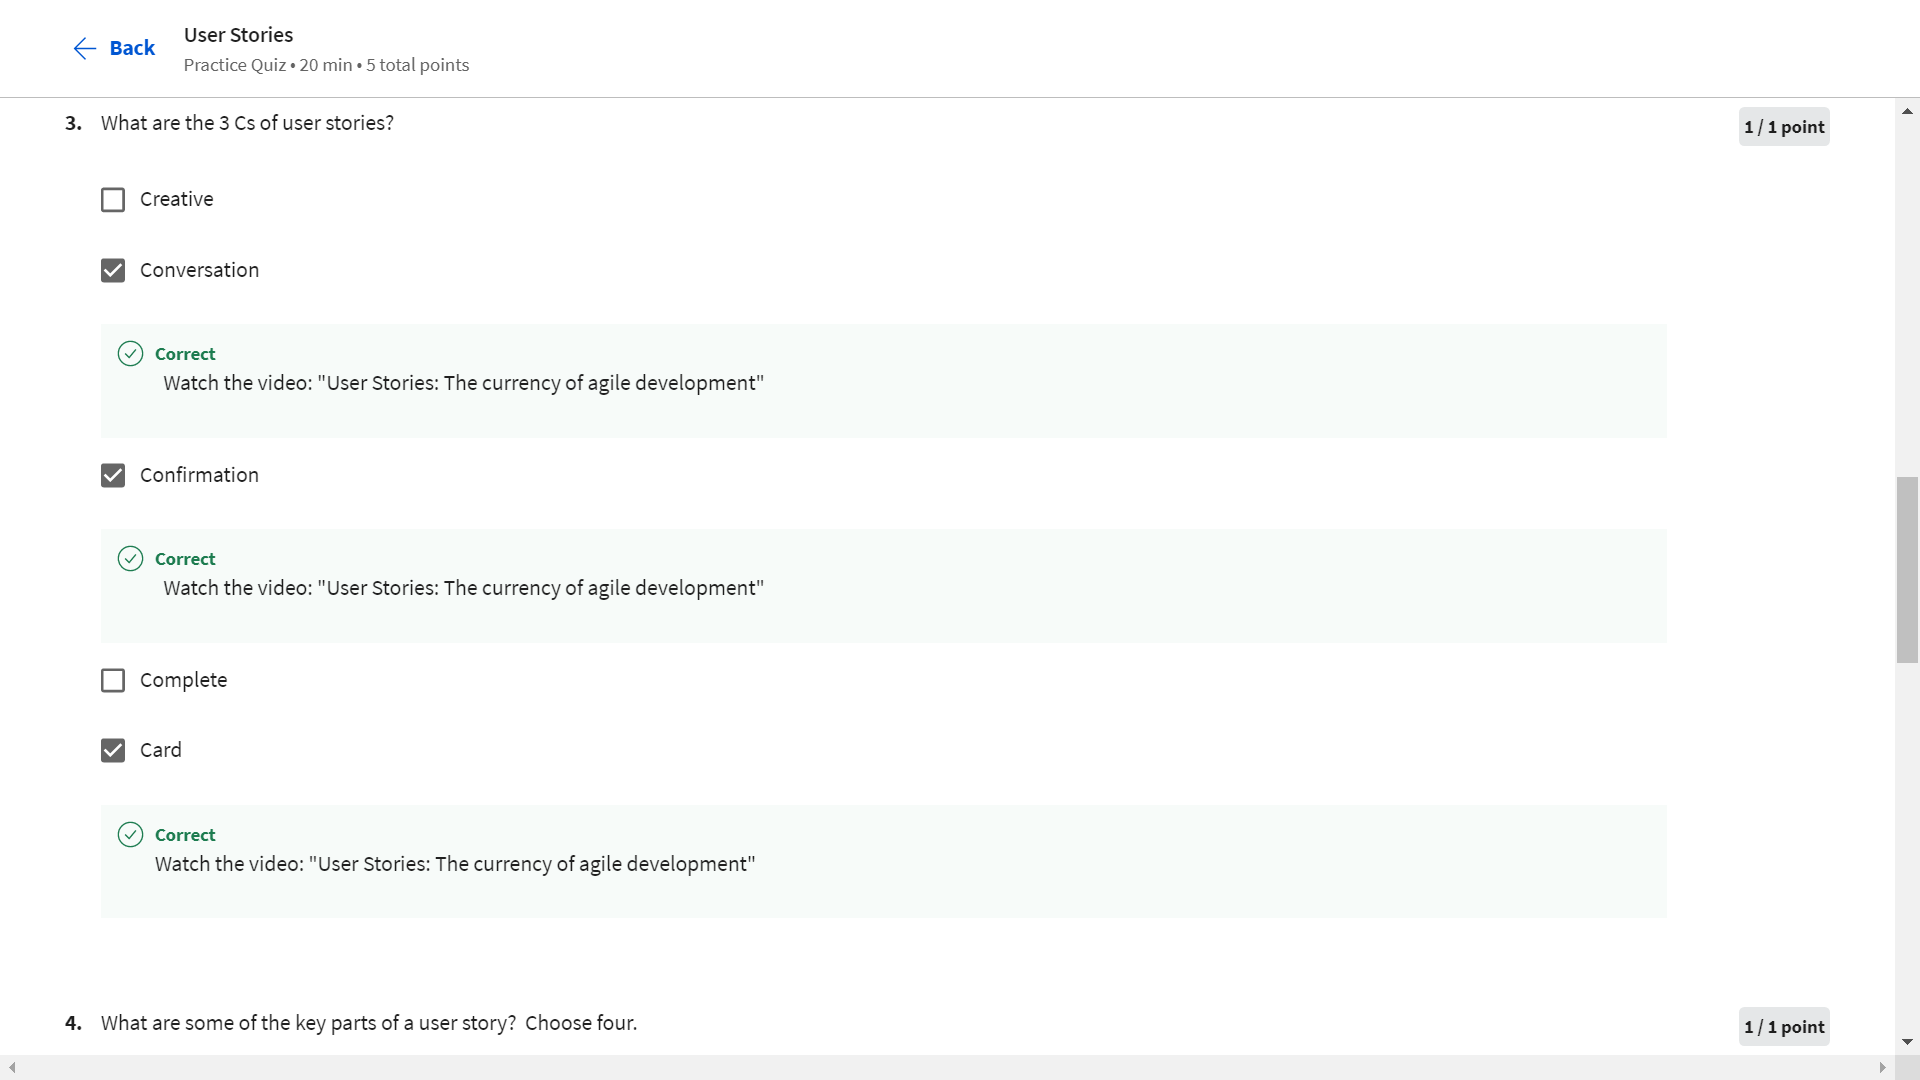 Back
User Stories
Practice Quiz • 20 min • 5 total points
3. What are the 3 Cs of user stories?
1 / 1 point
Creative
Conversation
Correct
Watch the video: "User Stories: The currency of agile development"
Confirmation
Correct
Watch the video: "User Stories: The currency of agile development"
Complete
Card
Correct
Watch the video: "User Stories: The currency of agile development"
4. What are some of the key parts of a user story? Choose four.
1 / 1 point